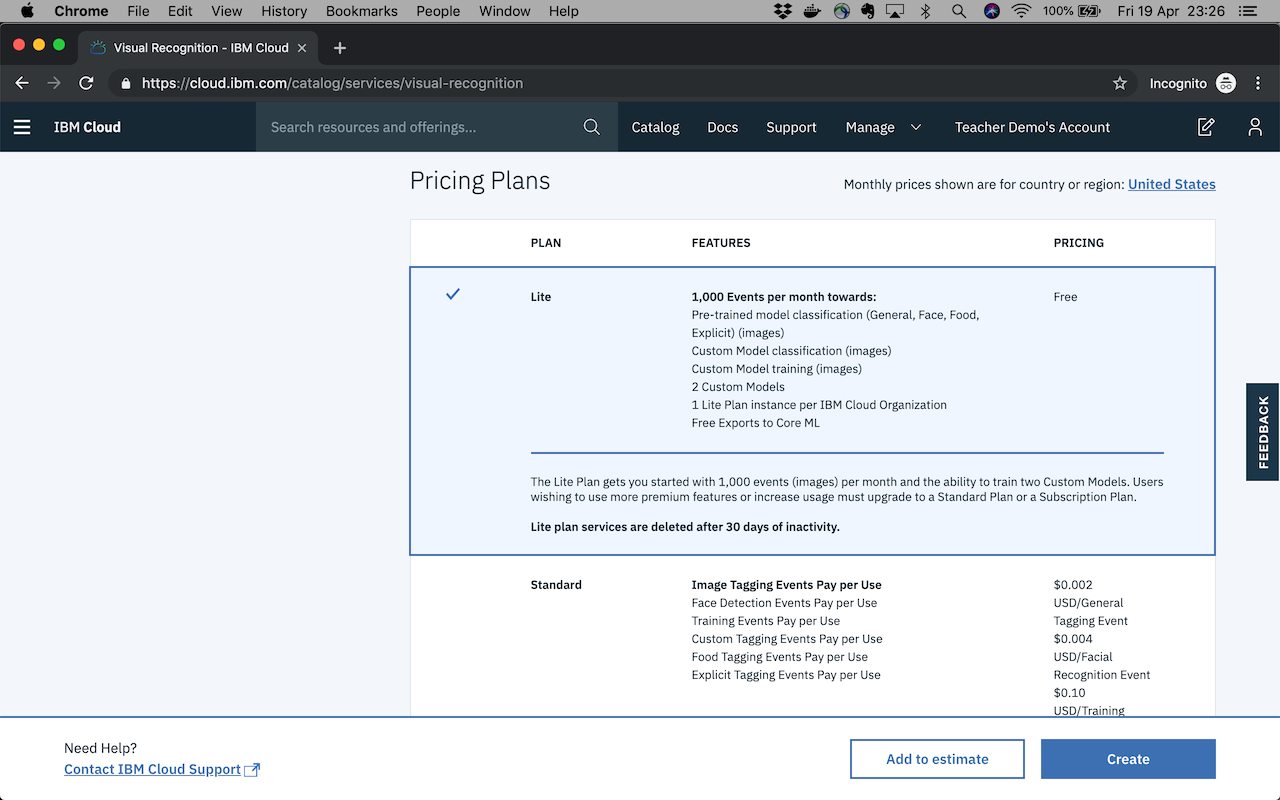 Chrome File Edit View History Bookmarks People Window Help 100% Fri 19 Apr 23:26
Visual Recognition - IBM Cloud
https://cloud.ibm.com/catalog/services/visual-recognition Incognito
IBM Cloud Search resources and offerings... Catalog Docs Support Manage Teacher Demo's Account
Pricing Plans
Monthly prices shown are for country or region: United States
PLAN FEATURES PRICING
Lite 1,000 Events per month towards: Free
Pre-trained model classification (General, Face, Food,
Explicit) (images)
Custom Model classification (images)
Custom Model training (images)
2 Custom Models
1 Lite Plan instance per IBM Cloud Organization
Free Exports to Core ML
FEEDBACK
The Lite Plan gets you started with 1,000 events (images) per month and the ability to train two Custom Models. Users
wishing to use more premium features or increase usage must upgrade to a Standard Plan or a Subscription Plan.
Lite plan services are deleted after 30 days of inactivity.
Standard Image Tagging Events Pay per Use $0.002
Face Detection Events Pay per Use USD/General
Training Events Pay per Use Tagging Event
Custom Tagging Events Pay per Use $0.004
Food Tagging Events Pay per Use USD/Facial
Explicit Tagging Events Pay per Use Recognition Event
$0.10
USD/Training
Need Help?
Contact IBM Cloud Support
Add to estimate Create